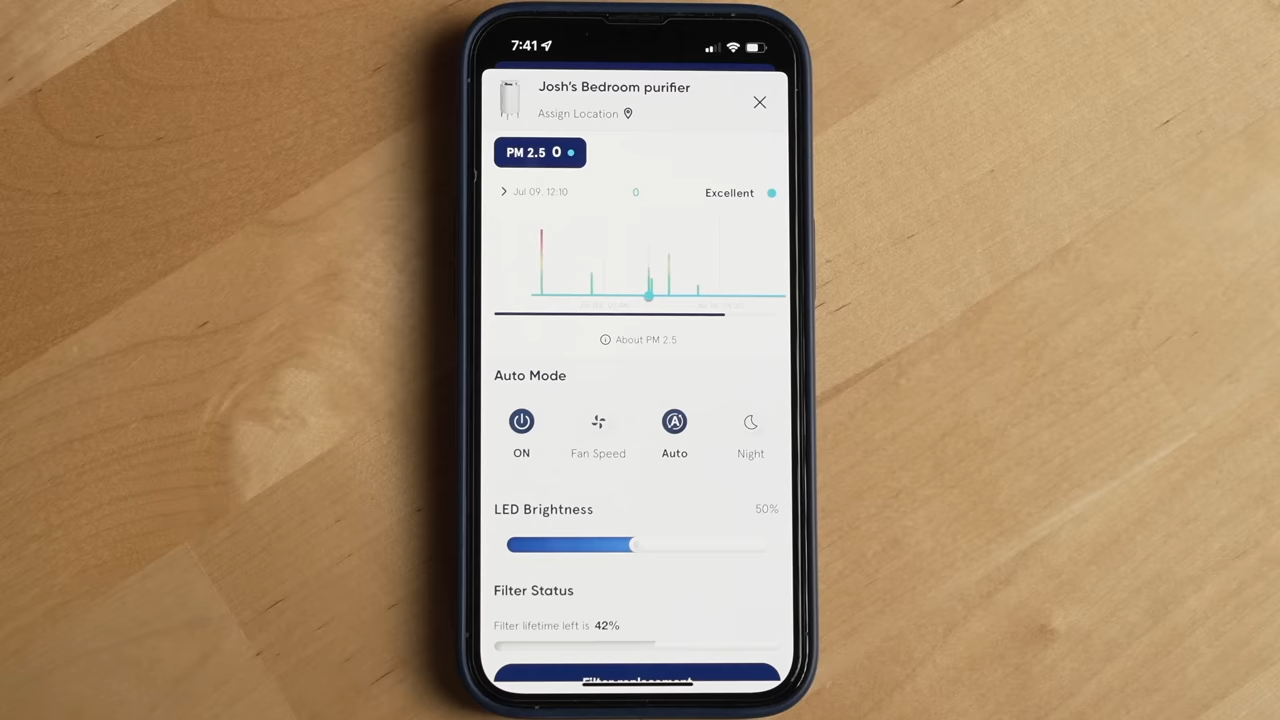 7:41
Josh's Bedroom purifier
Assign Location
PM 2.5 0
Jul 09. 12:10 0 Excellent
About PM 2.5
Auto Mode
A
ON Fan Speed Auto Night
LED Brightness 50%
Filter Status
Filter lifetime left is 42%
Filter replacement